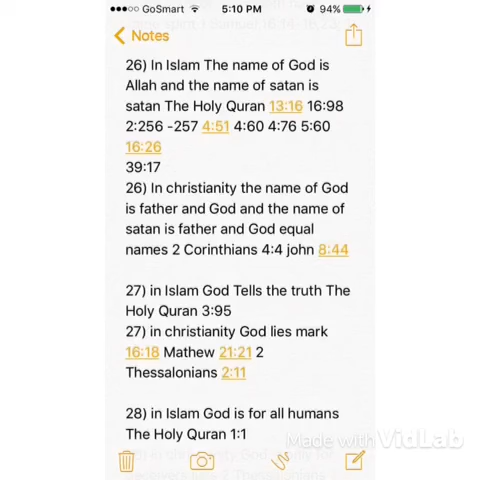 GoSmart 5:10 PM 94%
Notes
26) In Islam The name of God is
Allah and the name of satan is
satan The Holy Quran 13:16 16:98
2:256 -257 4:51 4:60 4:76 5:60
16:26
39:17
26) In christianity the name of God
is father and God and the name of
satan is father and God equal
names 2 Corinthians 4:4 john 8:44
27) in Islam God Tells the truth The
Holy Quran 3:95
27) in christianity God lies mark
16:18 Mathew 21:21 2
Thessalonians 2:11
28) in Islam God is for all humans
The Holy Quran 1:1
Made with VidLab